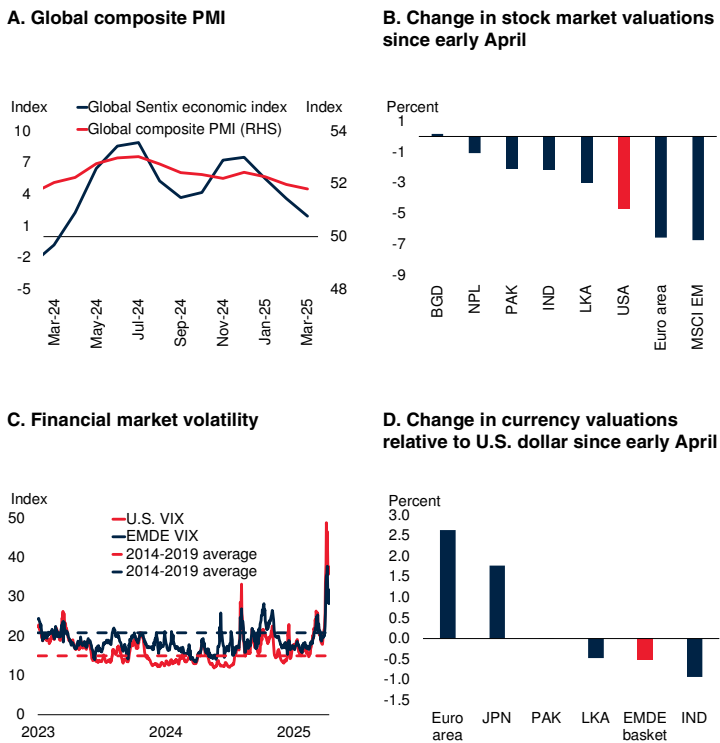 A. Global composite PMI
Index
Global Sentix economic index
Index
Global composite PMI (RHS)
10
7
4
1
-2
-5
54
52
50
48
Mar-24
May-24
Jul-24
Sep-24
Nov-24
Jan-25
Mar-25
B. Change in stock market valuations
since early April
Percent
1
-1
-3
-5
-7
-9
BGD
NPL
PAK
IND
LKA
USA
Euro area
MSCI EM
C. Financial market volatility
Index
50
40
30
20
10
0
U.S. VIX
EMDE VIX
2014-2019 average
2014-2019 average
2023
2024
2025
D. Change in currency valuations
relative to U.S. dollar since early April
Percent
3.0
2.5
2.0
1.5
1.0
0.5
0.0
-0.5
-1.0
-1.5
Euro
area
JPN
PAK
LKA
EMDE
basket
IND